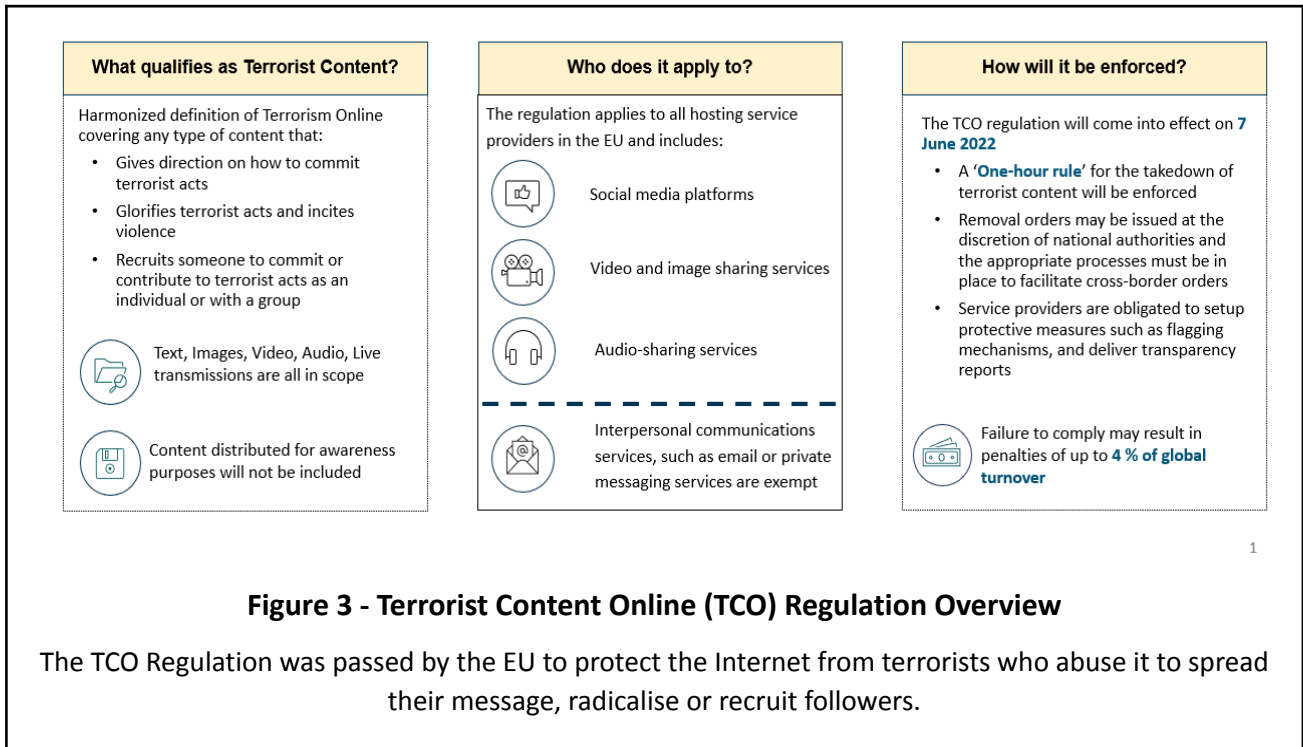 What qualifies as Terrorist Content?
Harmonized definition of Terrorism Online
covering any type of content that:
• Gives direction on how to commit
terrorist acts
• Glorifies terrorist acts and incites
violence
• Recruits someone to commit or
contribute to terrorist acts as an
individual or with a group
Text, Images, Video, Audio, Live
transmissions are all in scope
Content distributed for awareness
purposes will not be included
Who does it apply to?
The regulation applies to all hosting service
providers in the EU and includes:
Social media platforms
Video and image sharing services
Audio-sharing services
@
Interpersonal communications
services, such as email or private
messaging services are exempt
How will it be enforced?
The TCO regulation will come into effect on 7
June 2022
• A ‘One-hour rule’ for the takedown of
terrorist content will be enforced
• Removal orders may be issued at the
discretion of national authorities and
the appropriate processes must be in
place to facilitate cross-border orders
• Service providers are obligated to setup
protective measures such as flagging
mechanisms, and deliver transparency
reports
Failure to comply may result in
penalties of up to 4 % of global
turnover
1
Figure 3 - Terrorist Content Online (TCO) Regulation Overview
The TCO Regulation was passed by the EU to protect the Internet from terrorists who abuse it to spread
their message, radicalise or recruit followers.